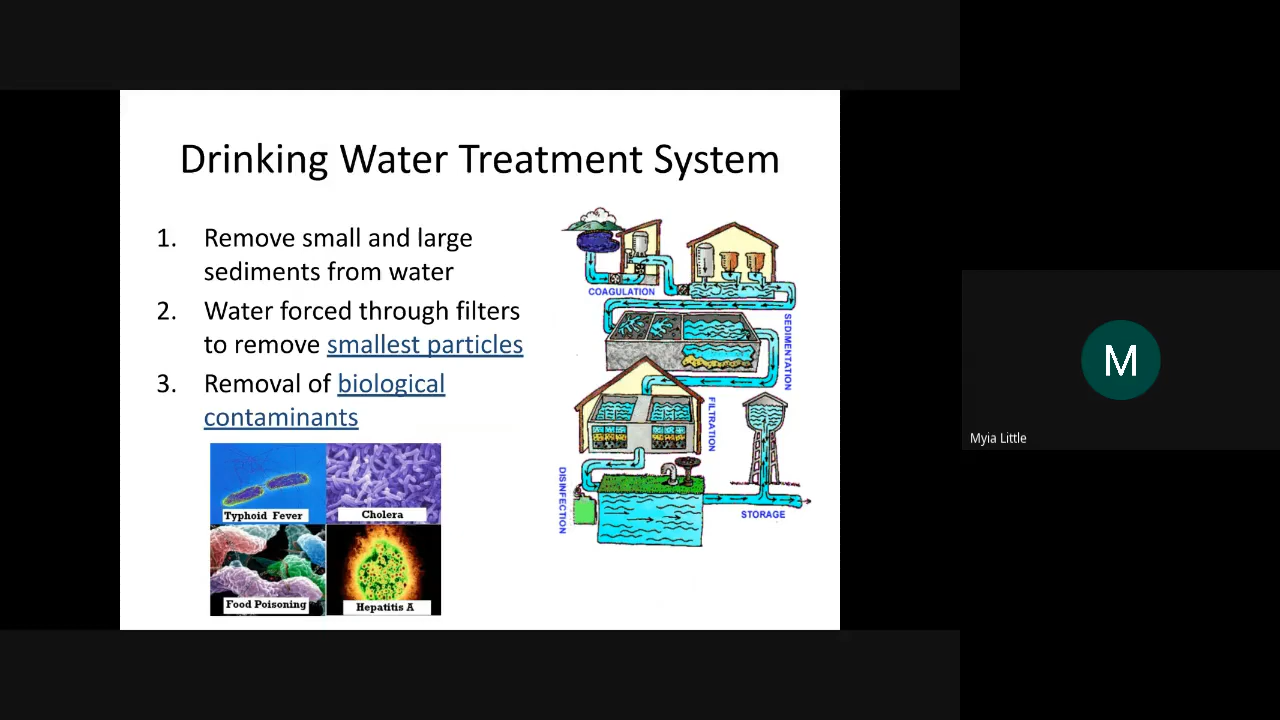 Drinking Water Treatment System
1. Remove small and large
sediments from water
2. Water forced through filters
to remove smallest particles
3. Removal of biological
contaminants
Typhoid Fever
Cholera
Food Poisoning
Hepatitis A
COAGULATION
SEDIMENTATION
FILTRATION
DISINFECTION
STORAGE
M
Myia Little